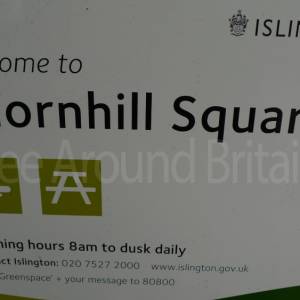 ISLIN
ome to
ornhill Squar
ee Around Britai
ning hours 8am to dusk daily
act Islington: 020 7527 2000 • www.islington.gov.uk
Greenspace' + your message to 80800